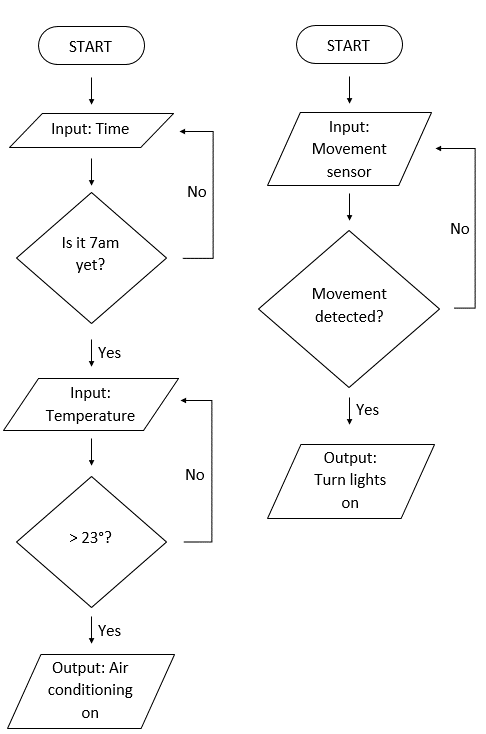 START
Input: Time
No
Is it 7am
yet?
Yes
Input:
Temperature
No
> 23°?
Yes
Output: Air
conditioning
on
START
Input:
Movement
sensor
No
Movement
detected?
Yes
Output:
Turn lights
on